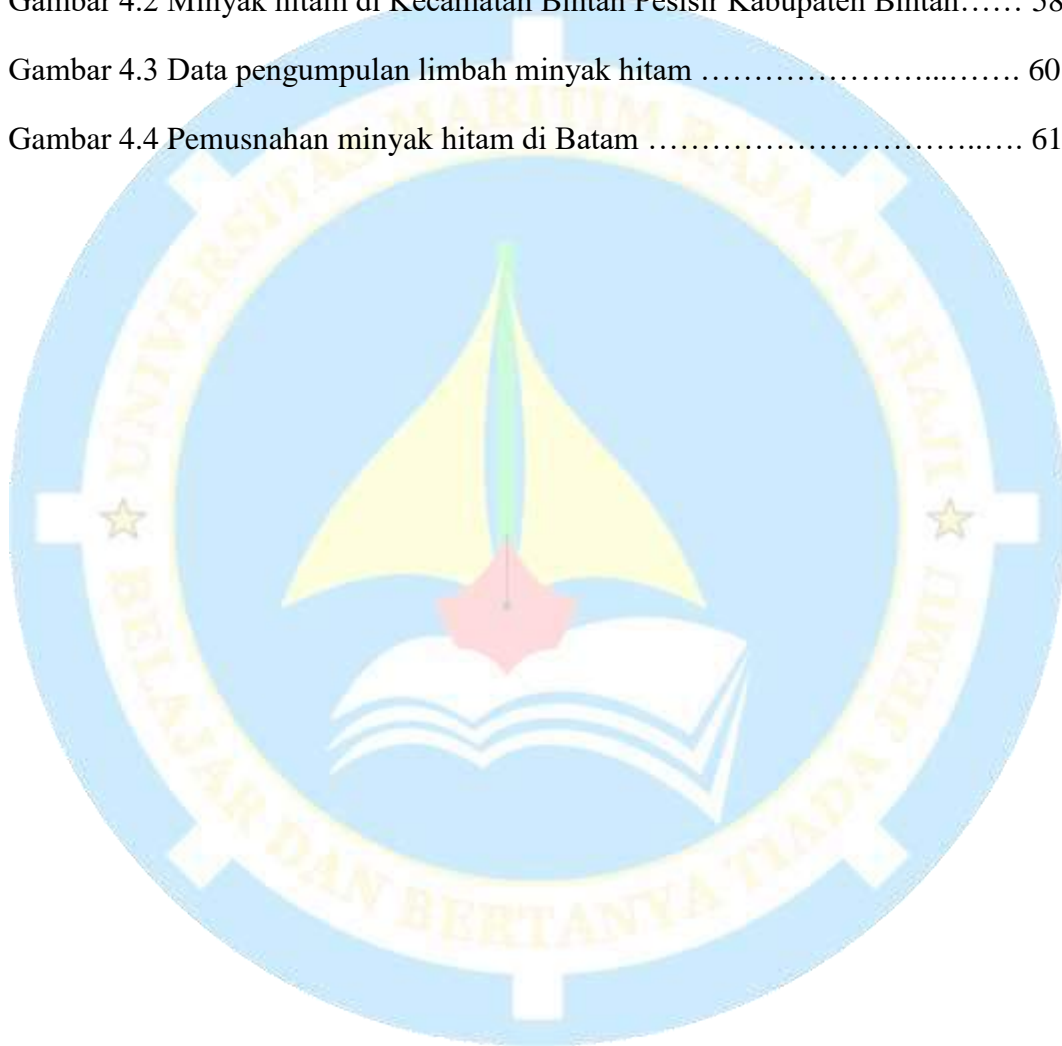 Gambar 4.2 Minyak hitam di Kecamatan Bintan Pesisir Kabupaten Bintan…… 58
Gambar 4.3 Data pengumpulan limbah minyak hitam …………………...……. 60
Gambar 4.4 Pemusnahan minyak hitam di Batam …………………………..…. 61
UNIVERSITAS MARITIM RAJA ALI HAJI
BELAJAR DAN BERTANYA TIADA JEMU